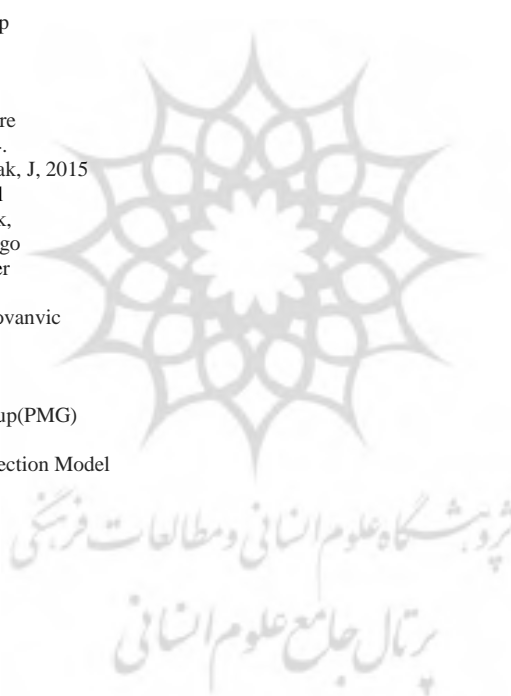 p
re
.
ak, J, 2015
l
k,
go
er
ovanvic
up(PMG)
ection Model
پژوهشگاه علوم انسانی و مطالعات فرهنگی
پرتال جامع علوم انسانی